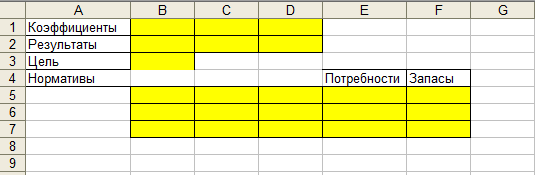 A B C D E F G
1 Коэффициенты
2 Результаты
3 Цель
4 Нормативы Потребности Запасы
5
6
7
8
9